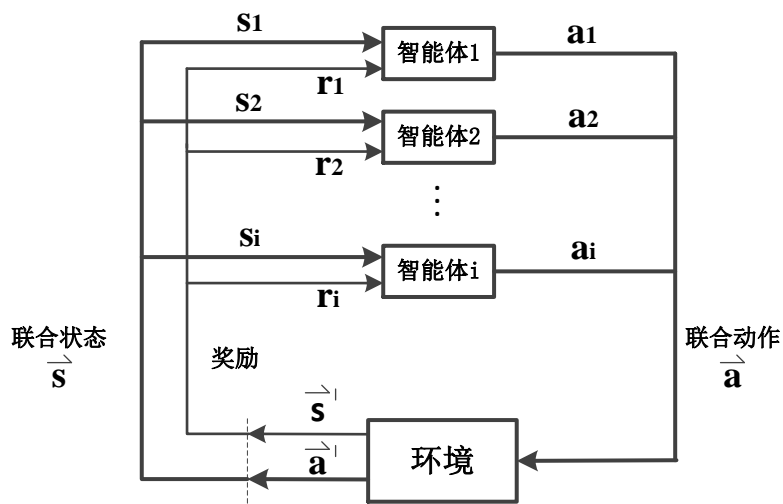 s1
智能体1
a1
r1
s2
智能体2
a2
r2
⋮
si
智能体i
ai
ri
联合状态
s⃗
奖励
联合动作
a⃗
s⃗'
a⃗'
环境